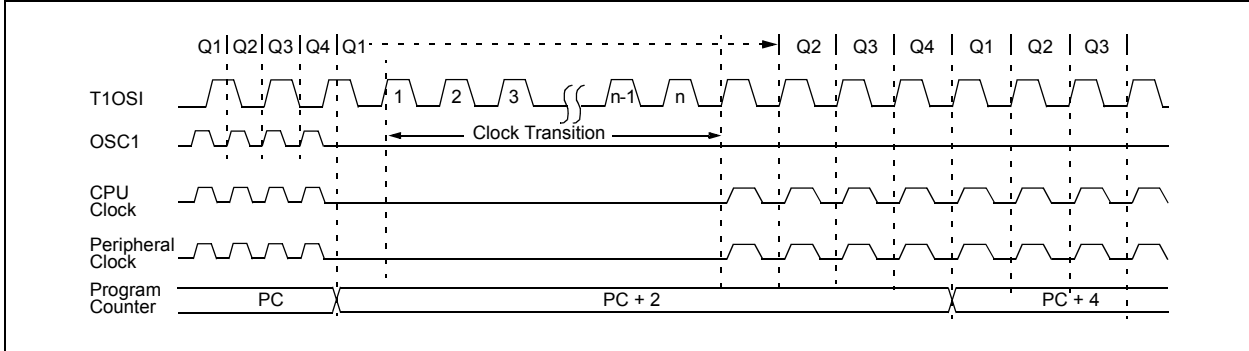 Q1 Q2 Q3 Q4 Q1 Q2 Q3 Q4 Q1 Q2 Q3
T1OSI 1 2 3 n-1 n
Clock Transition
OSC1
CPU
Clock
Peripheral
Clock
Program
Counter
PC PC + 2 PC + 4